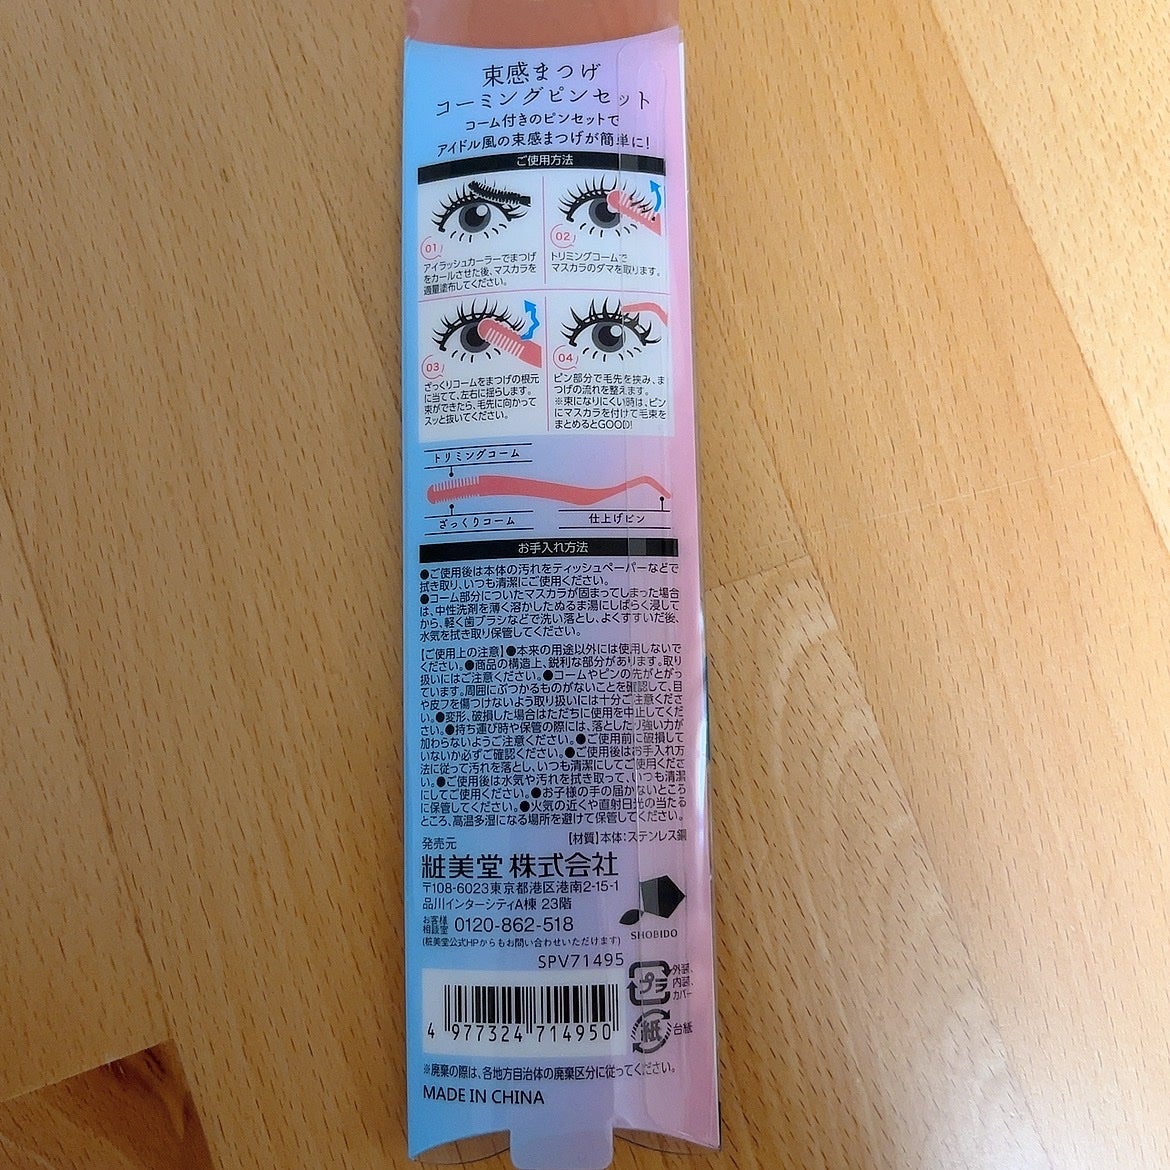 束感まつげ
コーミングピンセット
コーム付きのピンセットで
アイドル風の束感まつげが簡単に!
ご使用方法
01
アイラッシュカーラーでまつげ
をカールさせた後、マスカラを
適量塗布してください。
02
トリミングコームで
マスカラのダマを取ります。
03
ざっくりコームをまつげの根元
に当てて、左右に揺らします。
束ができたら、毛先に向かって
スッと抜いてください。
04
ピン部分で毛先を挟み、ま
つげの流れを整えます。
※束になりにくい時は、ピン
にマスカラを付けて毛束を
まとめるとGOOD!
トリミングコーム
ざっくりコーム
仕上げピン
お手入れ方法
●ご使用後は本体の汚れをティッシュペーパーなどで
拭き取り、いつも清潔にご使用ください。
●コーム部分についたマスカラが固まってしまった場合
は、中性洗剤を薄く溶かしたぬるま湯にしばらく浸して
から、軽く歯ブラシなどで洗い落とし、よくすすいだ後、
水気を拭き取り保管してください。
【ご使用上の注意】●本来の用途以外には使用しないで
ください。●商品の構造上、鋭利な部分があります。取り
扱いにはご注意ください。●コームやピンの先がとがっ
ています。周囲にぶつかるものがないことを確認して、目
や皮フを傷つけないよう取り扱いには十分ご注意くださ
い。●変形、破損した場合はただちに使用を中止してくだ
さい。●持ち運び時や保管の際には、落としたり強い力が
加わらないようご注意ください。●ご使用前に破損して
いないか必ずご確認ください。●ご使用後はお手入れ方
法に従って汚れを落とし、いつも清潔にしてご使用くださ
い。●ご使用後は水気や汚れを拭き取って、いつも清潔
にしてご使用ください。●お子様の手の届かないところ
に保管してください。●火気の近くや直射日光の当たる
ところ、高温多湿になる場所を避けて保管してください。
【材質】本体:ステンレス鋼
発売元
粧美堂 株式会社
〒108-6023東京都港区港南2-15-1
品川インターシティA棟 23階
お客様
相談室 0120-862-518
(粧美堂公式HPからもお問い合わせいただけます)
SHOBIDO
SPV71495
プラ
外装、
内装、
カバー
紙
台紙
4 977324 714950
※廃棄の際は、各地方自治体の廃棄区分に従ってください。
MADE IN CHINA